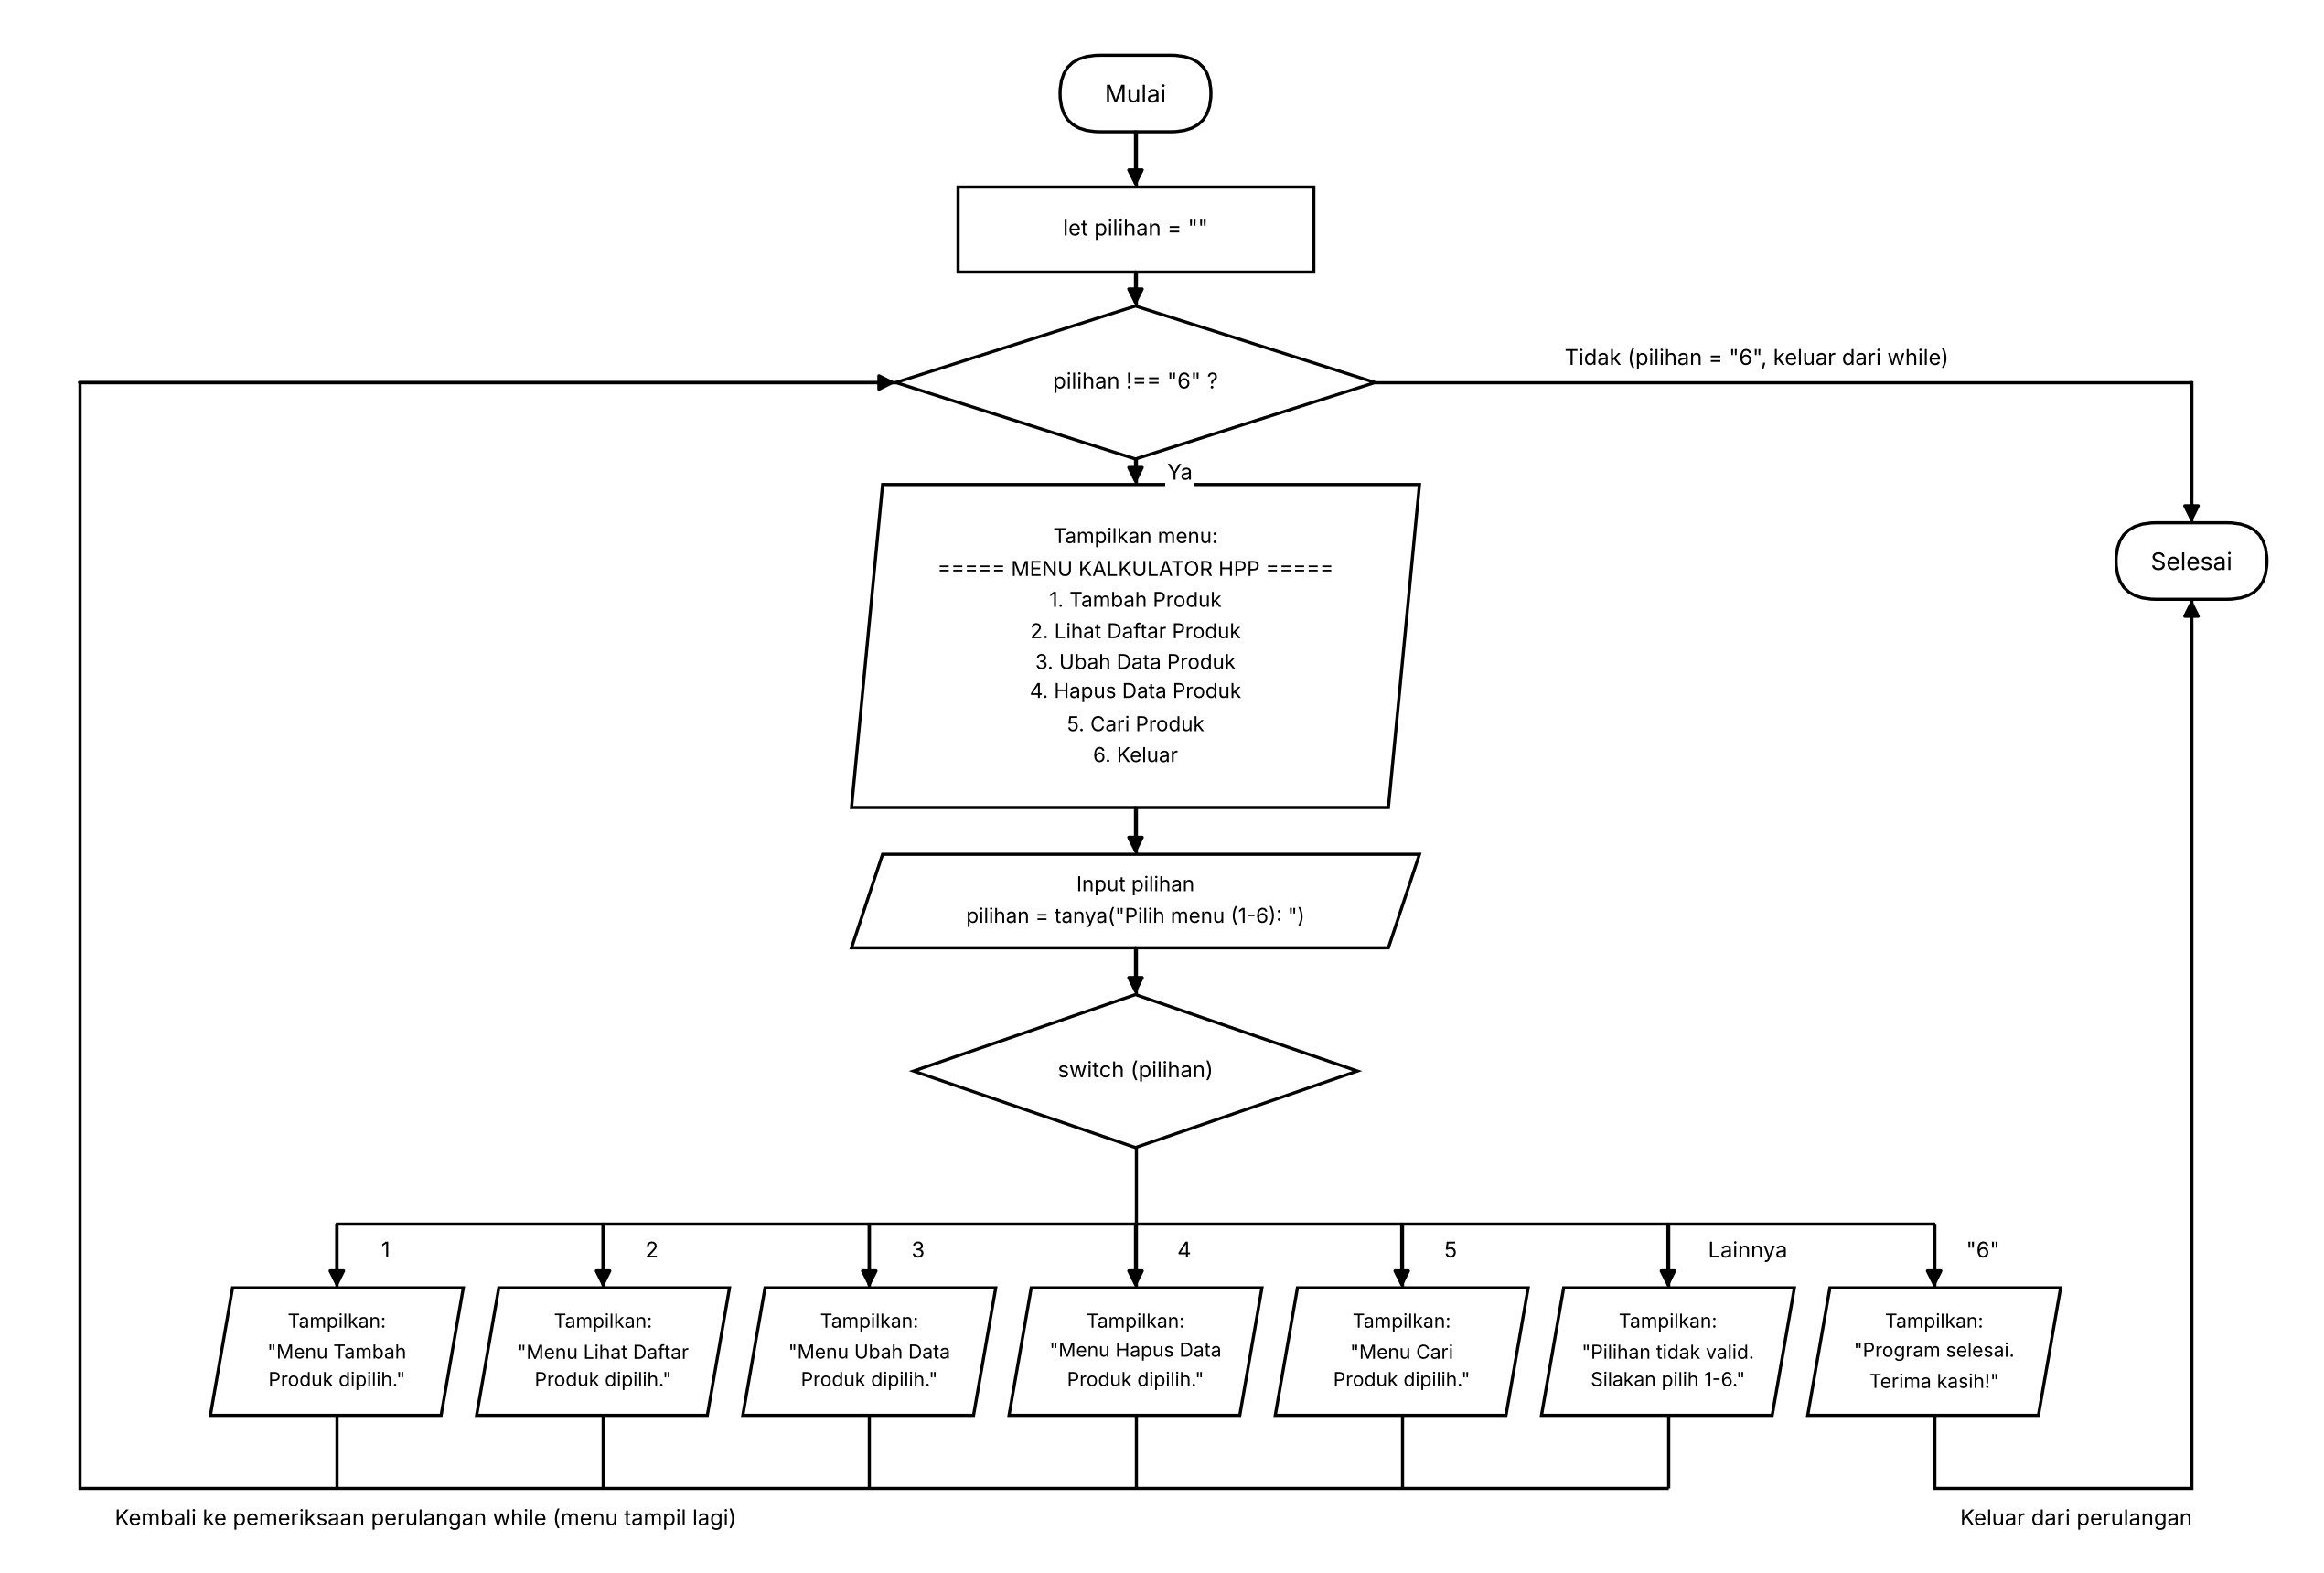 Mulai
let pilihan = ""
pilihan !== "6" ?
Tidak (pilihan = "6", keluar dari while)
Ya
Tampilkan menu:
===== MENU KALKULATOR HPP =====
1. Tambah Produk
2. Lihat Daftar Produk
3. Ubah Data Produk
4. Hapus Data Produk
5. Cari Produk
6. Keluar
Selesai
Input pilihan
pilihan = tanya("Pilih menu (1-6): ")
switch (pilihan)
1
2
3
4
5
Lainnya
"6"
Tampilkan:
"Menu Tambah
Produk dipilih."
Tampilkan:
"Menu Lihat Daftar
Produk dipilih."
Tampilkan:
"Menu Ubah Data
Produk dipilih."
Tampilkan:
"Menu Hapus Data
Produk dipilih."
Tampilkan:
"Menu Cari
Produk dipilih."
Tampilkan:
"Pilihan tidak valid.
Silakan pilih 1-6."
Tampilkan:
"Program selesai.
Terima kasih!"
Kembali ke pemeriksaan perulangan while (menu tampil lagi)
Keluar dari perulangan